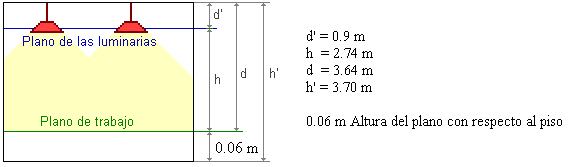 d'
Plano de las luminarias
h
d
h'
Plano de trabajo
0.06 m
d' = 0.9 m
h = 2.74 m
d = 3.64 m
h' = 3.70 m
0.06 m Altura del plano con respecto al piso